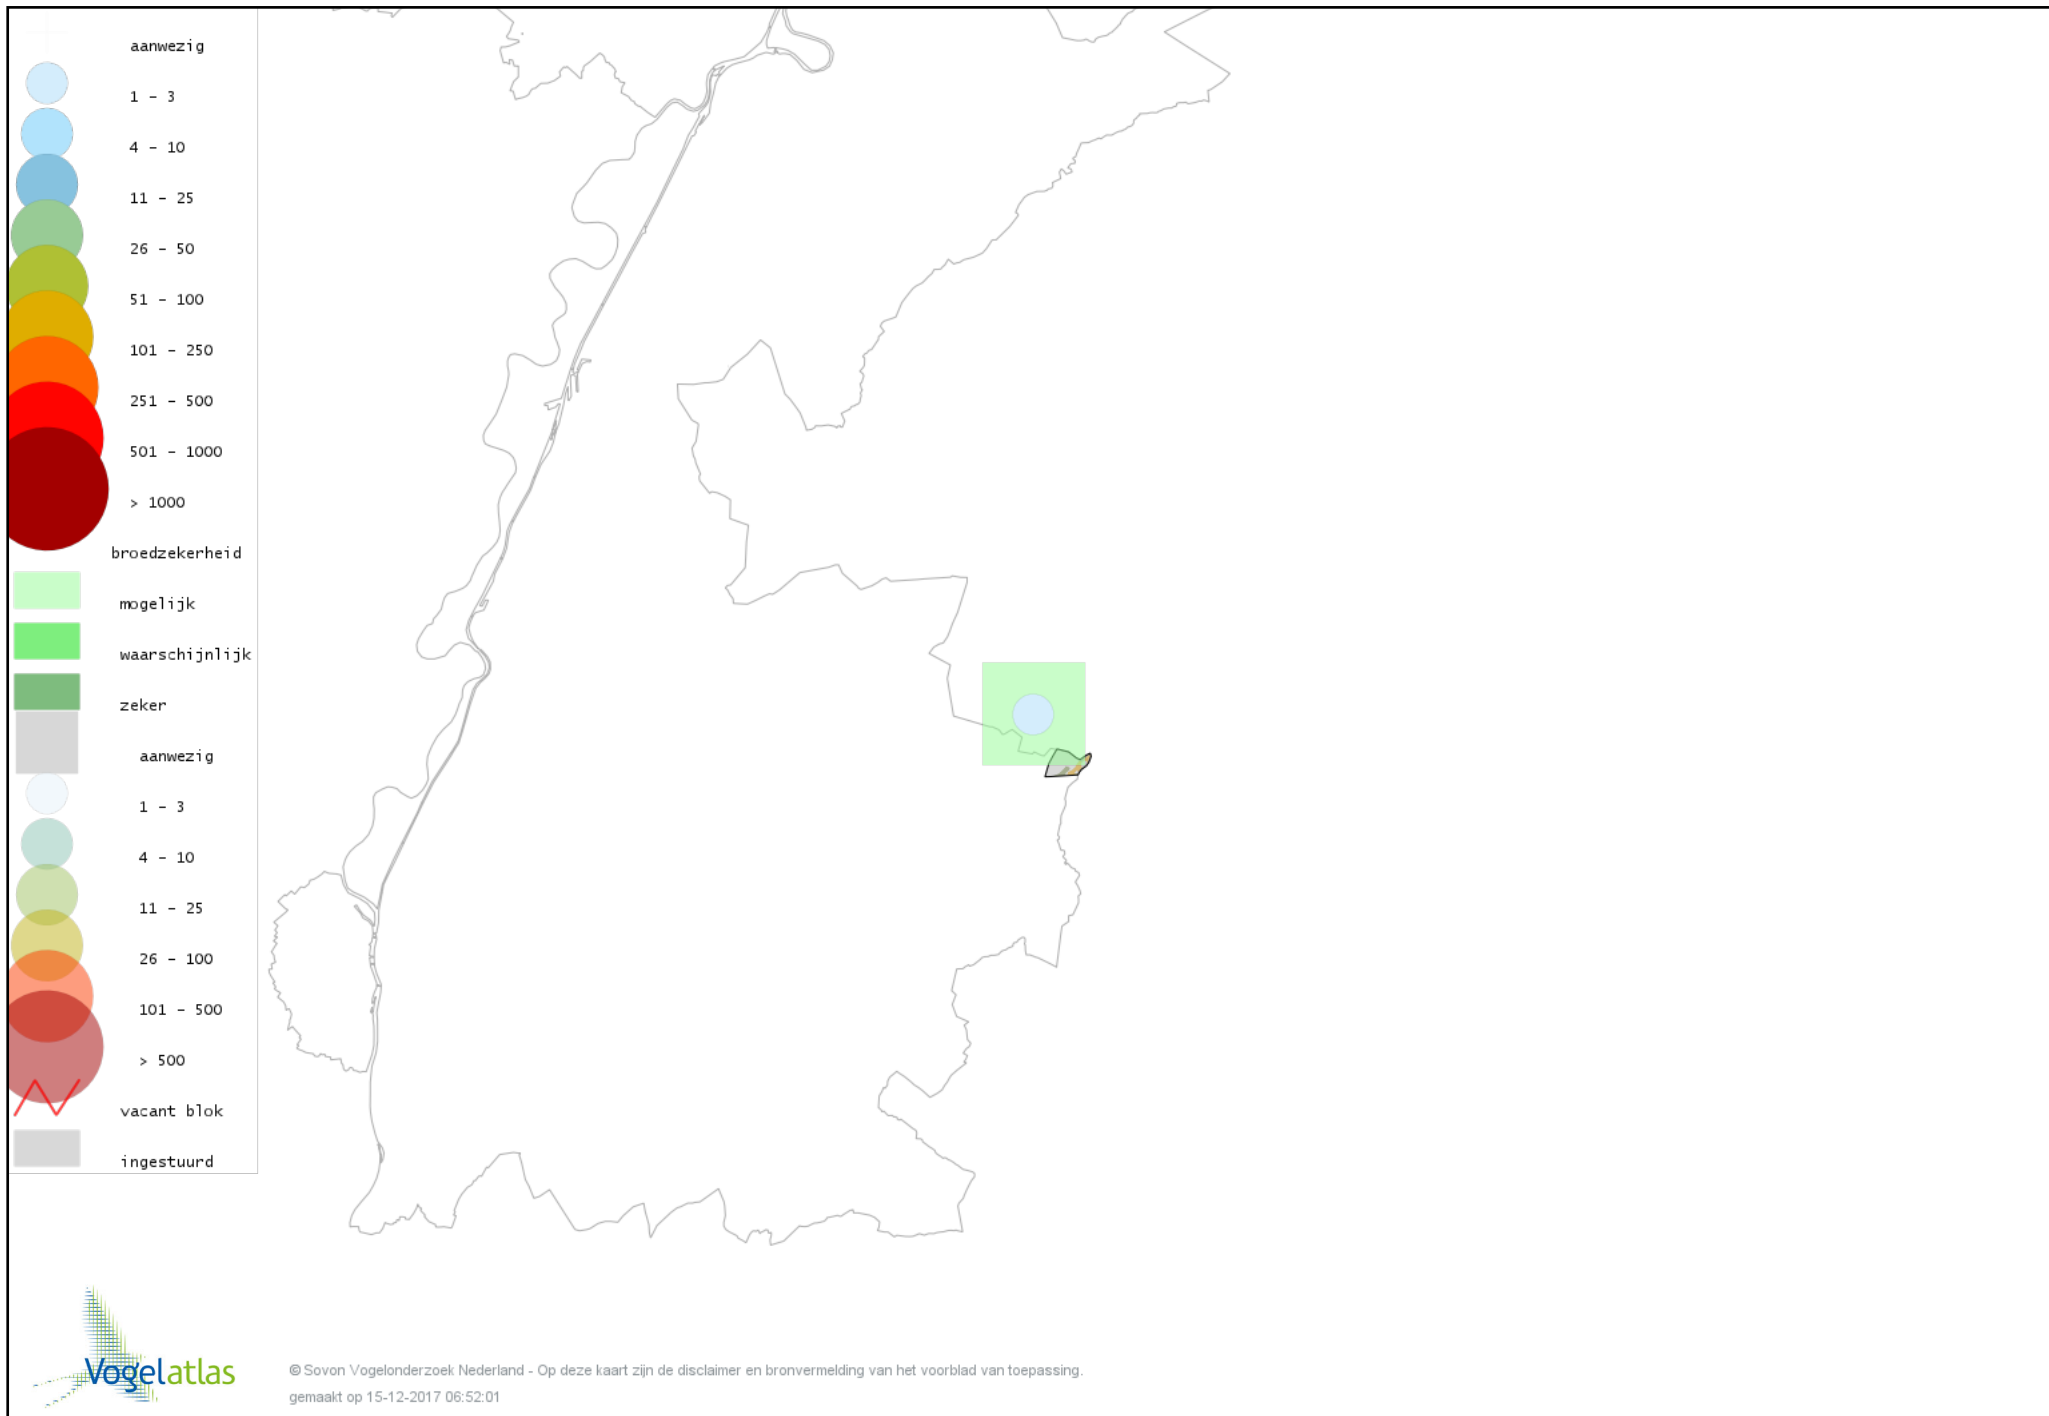 aanwezig
1 - 3
4 - 10
11 - 25
26 - 50
51 - 100
101 - 250
251 - 500
501 - 1000
> 1000
broedzekerheid
mogelijk
waarschijnlijk
zeker
aanwezig
1 - 3
4 - 10
11 - 25
26 - 100
101 - 500
> 500
vacant blok
ingestuurd
Vogelatlas
© Sovon Vogelonderzoek Nederland - Op deze kaart zijn de disclaimer en bronvermelding van het voorblad van toepassing.
gemaakt op 15-12-2017 06:52:01